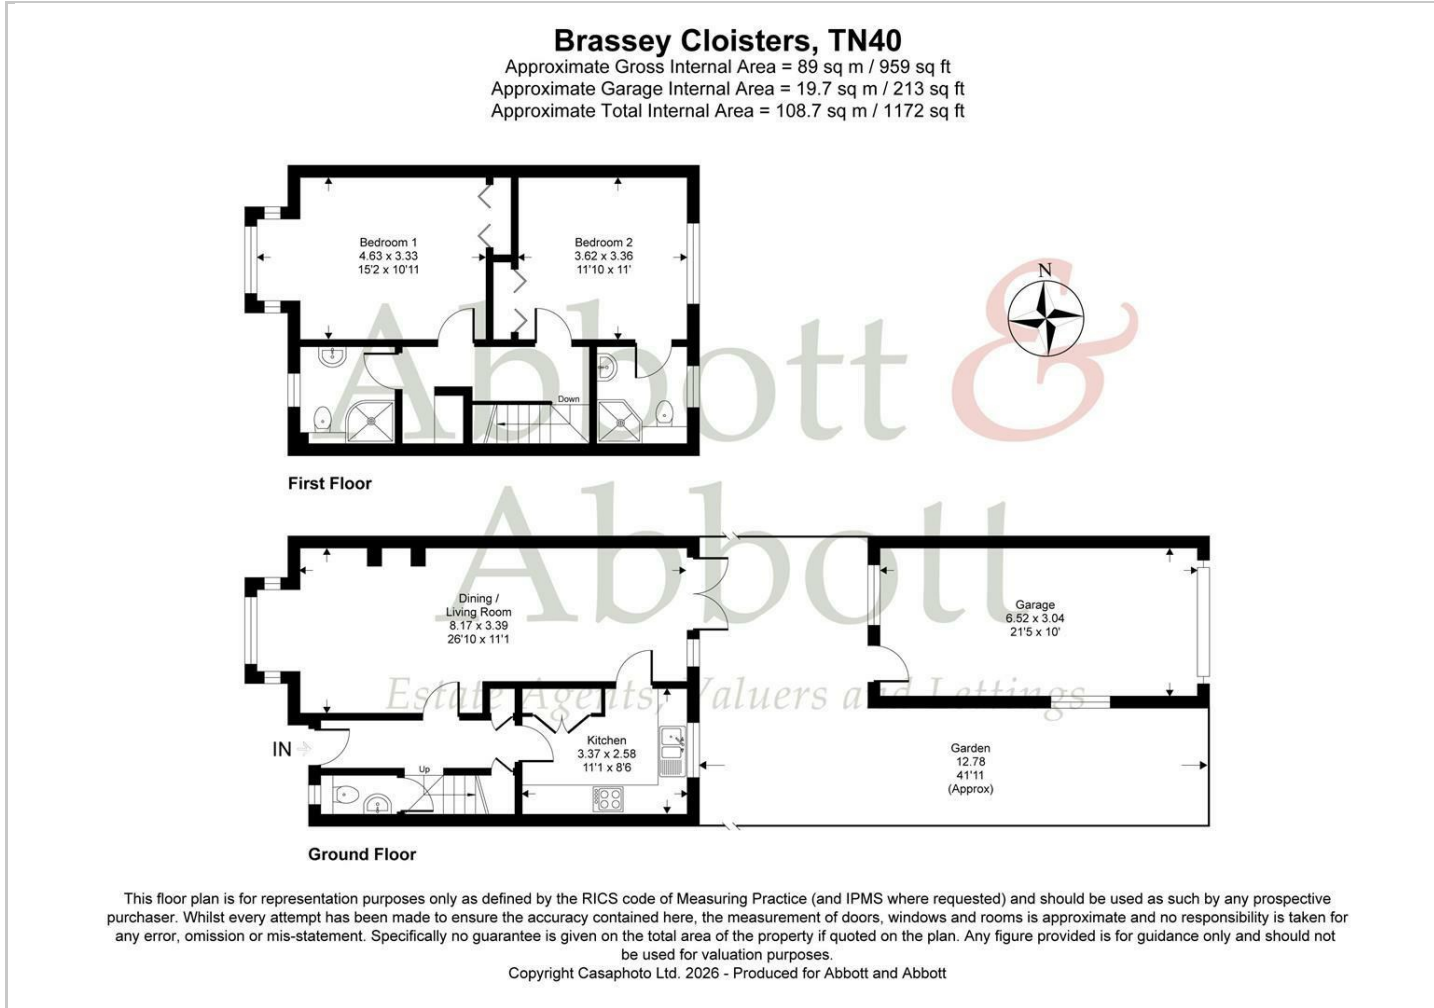 Brassey Cloisters, TN40
Approximate Gross Internal Area = 89 sq m / 959 sq ft
Approximate Garage Internal Area = 19.7 sq m / 213 sq ft
Approximate Total Internal Area = 108.7 sq m / 1172 sq ft
Bedroom 1
4.63 x 3.33
15'2 x 10'11
Bedroom 2
3.62 x 3.36
11'10 x 11'
N
Down
First Floor
Abbott &
Abbott
Estate Agents, Valuers and Lettings
Dining /
Living Room
8.17 x 3.39
26'10 x 11'1
Garage
6.52 x 3.04
21'5 x 10'
IN
Up
Kitchen
3.37 x 2.58
11'1 x 8'6
Garden
12.78
41'11
(Approx)
Ground Floor
This floor plan is for representation purposes only as defined by the RICS code of Measuring Practice (and IPMS where requested) and should be used as such by any prospective
purchaser. Whilst every attempt has been made to ensure the accuracy contained here, the measurement of doors, windows and rooms is approximate and no responsibility is taken for
any error, omission or mis-statement. Specifically no guarantee is given on the total area of the property if quoted on the plan. Any figure provided is for guidance only and should not
be used for valuation purposes.
Copyright Casaphoto Ltd. 2026 - Produced for Abbott and Abbott